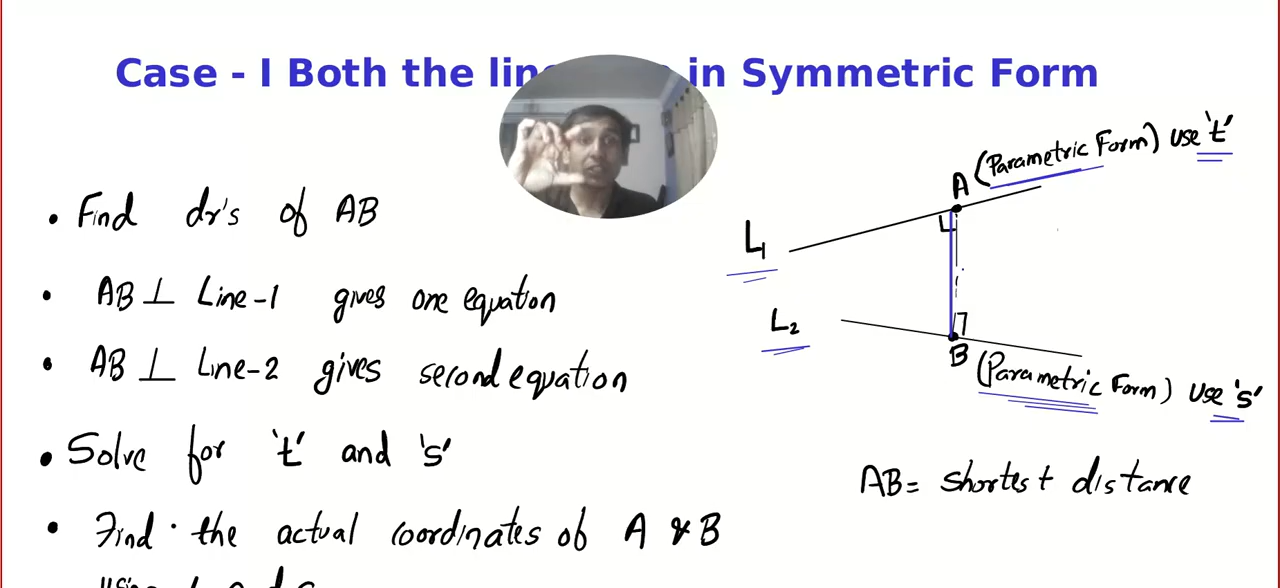 Case - I Both the lin in Symmetric Form
• Find dr's of AB
• AB ⊥ Line-1 gives one equation
• AB ⊥ Line-2 gives second equation
• Solve for 't' and 's'
• Find the actual coordinates of A & B
A (Parametric Form) use 't'
L1
L2
B (Parametric Form) use 's'
AB = shortest distance